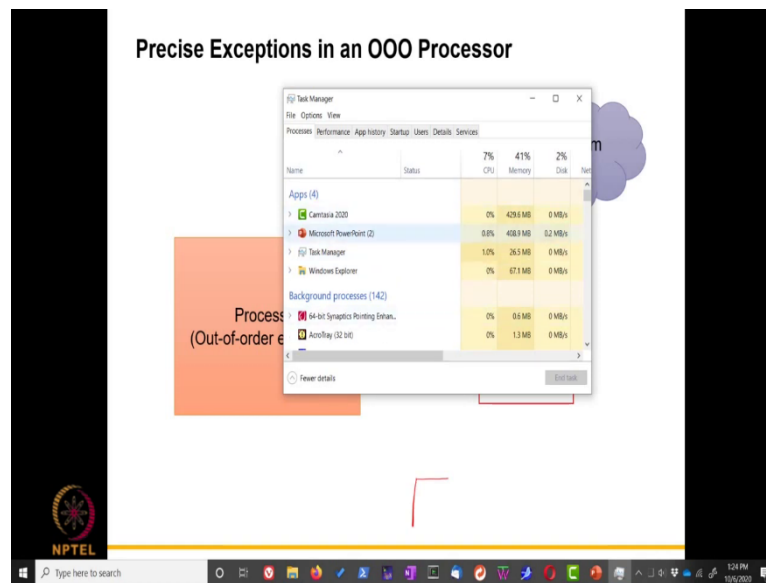 Precise Exceptions in an OOO Processor
Task Manager
File Options View
Processes Performance App history Startup Users Details Services
7% 41% 2%
Name Status CPU Memory Disk Net
Apps (4)
Camtasia 2020 0% 429.6 MB 0 MB/s
Microsoft PowerPoint (2) 0.8% 408.9 MB 0.2 MB/s
Task Manager 1.0% 26.5 MB 0 MB/s
Windows Explorer 0% 67.1 MB 0 MB/s
Background processes (142)
64-bit Synaptics Pointing Enhan.. 0% 0.6 MB 0 MB/s
AcroTray (32 bit) 0% 1.3 MB 0 MB/s
Fewer details End task
m
Process
(Out-of-order e
NPTEL
Type here to search
1:24 PM
10/6/2020